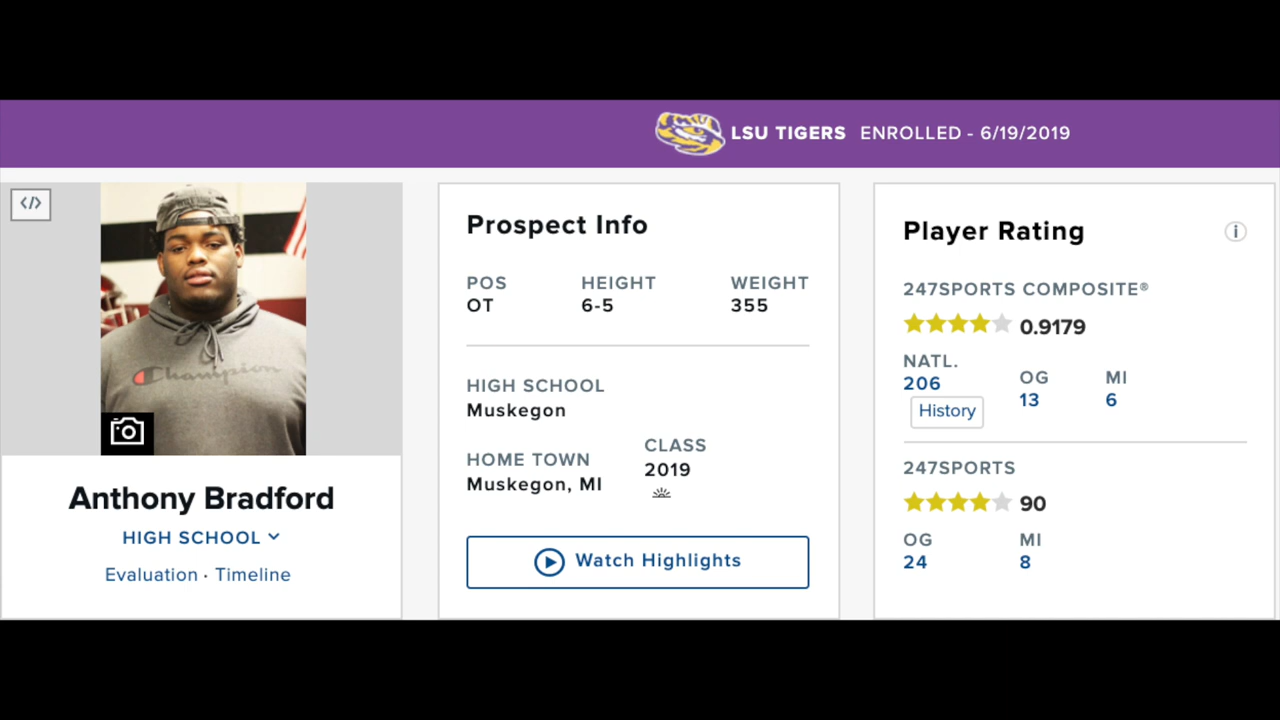 LSU TIGERS ENROLLED - 6/19/2019
</>
Champion
Anthony Bradford
HIGH SCHOOL
Evaluation · Timeline
Prospect Info
POS HEIGHT WEIGHT
OT 6-5 355
HIGH SCHOOL
Muskegon
HOME TOWN
Muskegon, MI
CLASS
2019
Watch Highlights
Player Rating
i
247SPORTS COMPOSITE®
0.9179
NATL. OG MI
206 13 6
History
247SPORTS
90
OG MI
24 8